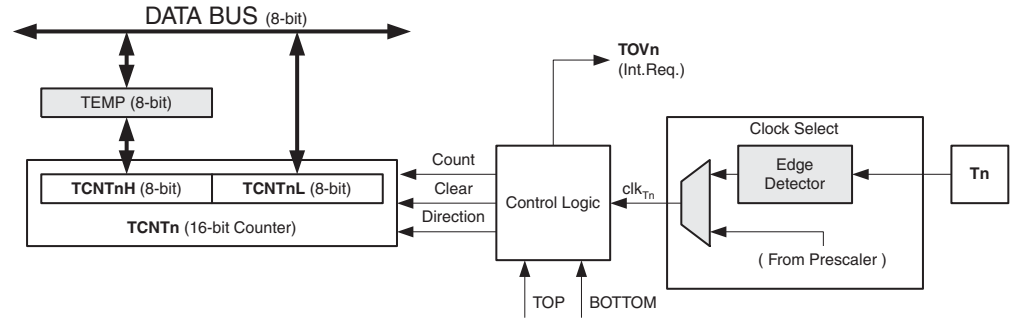 DATA BUS (8-bit)
TOVn
(Int.Req.)
TEMP (8-bit)
Clock Select
Count
Edge
Detector
Tn
TCNTnH (8-bit) TCNTnL (8-bit)
Clear
Control Logic
clkTn
TCNTn (16-bit Counter)
Direction
( From Prescaler )
TOP
BOTTOM